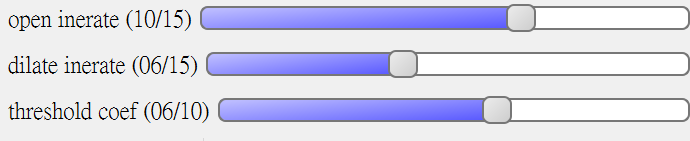 open inerate (10/15)
dilate inerate (06/15)
threshold coef (06/10)